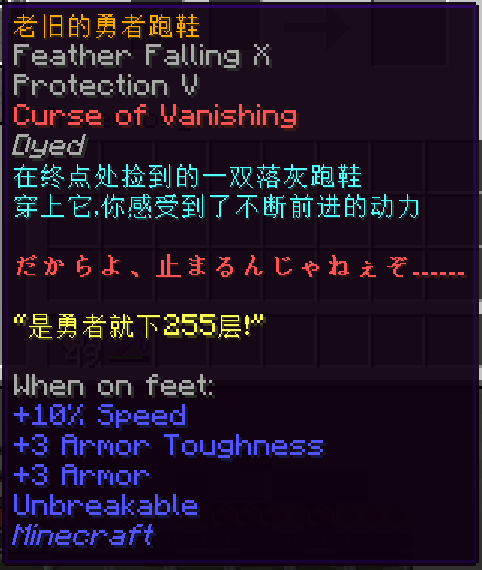 老旧的勇者跑鞋
Feather Falling X
Protection V
Curse of Vanishing
Dyed
在终点处捡到的一双落灰跑鞋
穿上它,你感受到了不断前进的动力
だからよ、止まるんじゃねぇぞ……
“是勇者就下255层!”
When on feet:
+10% Speed
+3 Armor Toughness
+3 Armor
Unbreakable
Minecraft